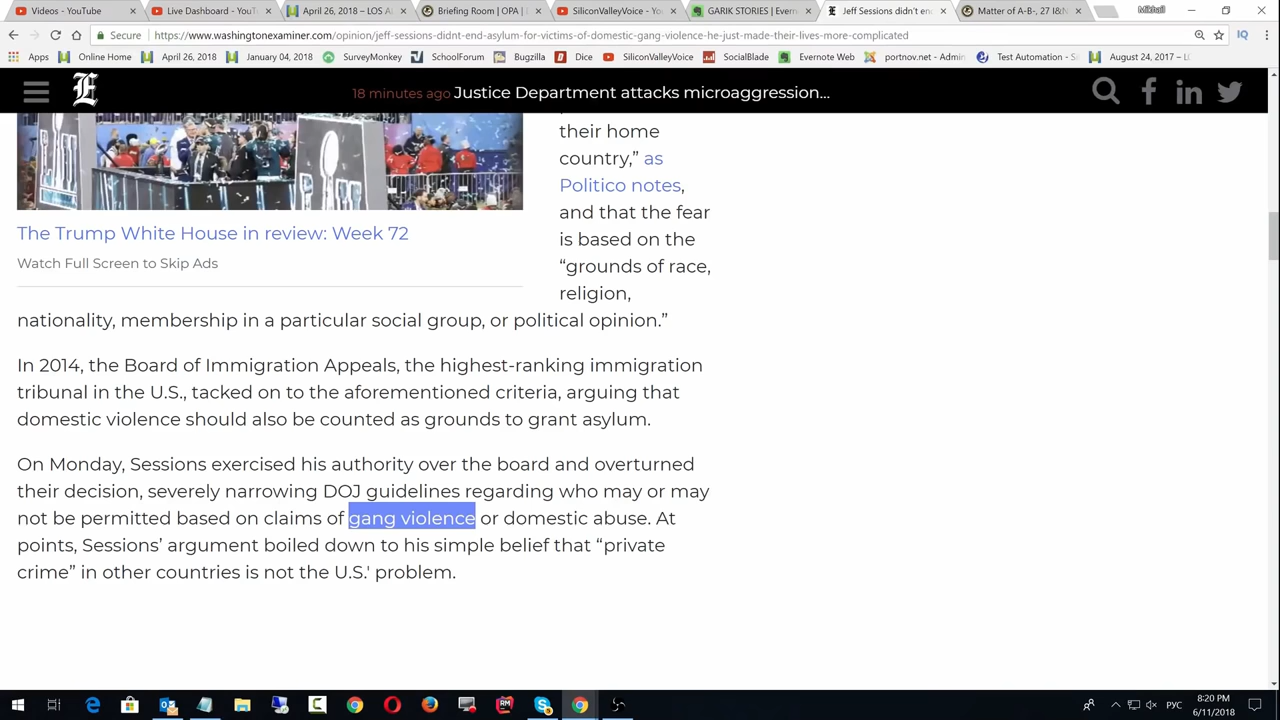 Videos - YouTube
Live Dashboard - YouT
April 26, 2018 – LOS A
Briefing Room | OPA |
SiliconValleyVoice - Yo
GARIK STORIES | Evern
Jeff Sessions didn't en
Matter of A-B-, 27 I&N
Mikhail
Secure
https://www.washingtonexaminer.com/opinion/jeff-sessions-didnt-end-asylum-for-victims-of-domestic-gang-violence-he-just-made-their-lives-more-complicated
Apps
Online Home
April 26, 2018
January 04, 2018
SurveyMonkey
SchoolForum
Bugzilla
Dice
SiliconValleyVoice
SocialBlade
Evernote Web
portnov.net - Admin
Test Automation - Si
August 24, 2017 – LO
18 minutes ago Justice Department attacks microaggression...
their home
country,” as
Politico notes,
and that the fear
is based on the
“grounds of race,
religion,
The Trump White House in review: Week 72
Watch Full Screen to Skip Ads
nationality, membership in a particular social group, or political opinion.”
In 2014, the Board of Immigration Appeals, the highest-ranking immigration
tribunal in the U.S., tacked on to the aforementioned criteria, arguing that
domestic violence should also be counted as grounds to grant asylum.
On Monday, Sessions exercised his authority over the board and overturned
their decision, severely narrowing DOJ guidelines regarding who may or may
not be permitted based on claims of gang violence or domestic abuse. At
points, Sessions’ argument boiled down to his simple belief that “private
crime” in other countries is not the U.S.' problem.
РУС
8:20 PM
6/11/2018